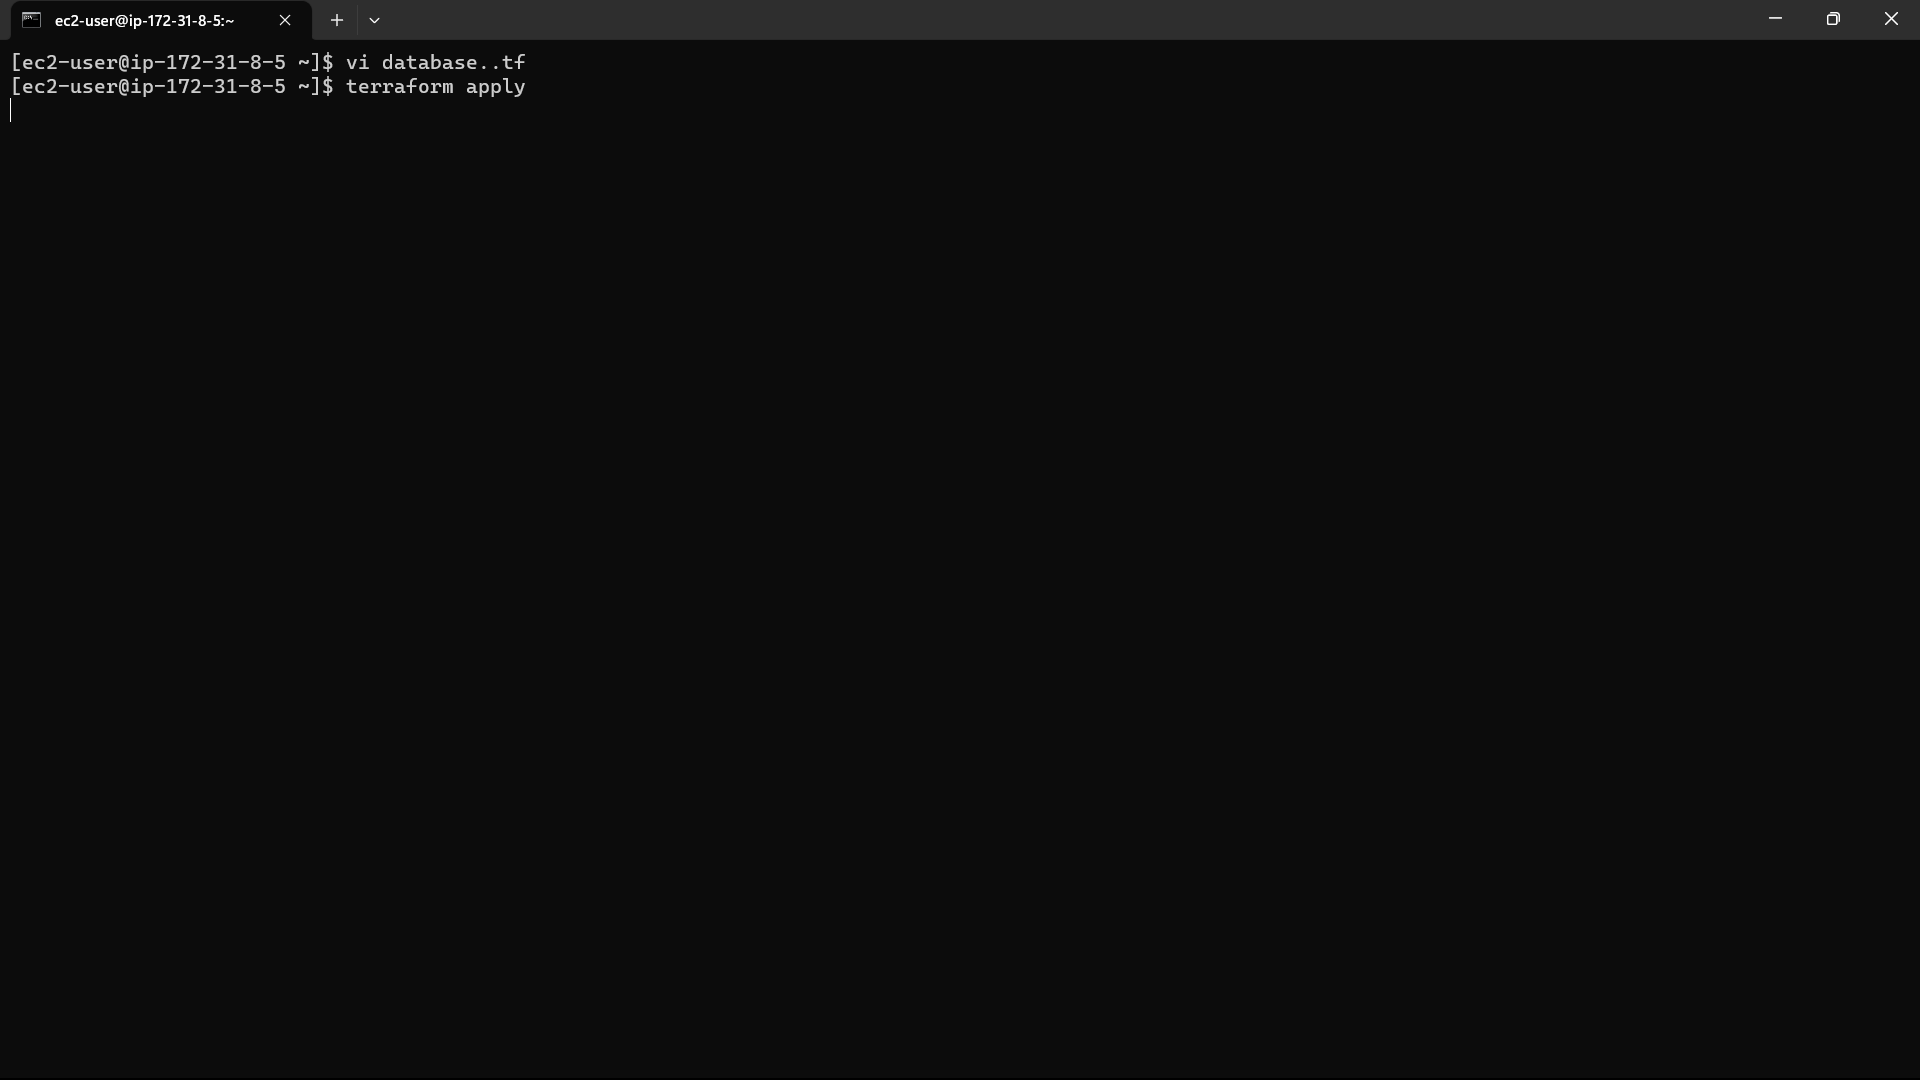 ec2-user@ip-172-31-8-5:~
[ec2-user@ip-172-31-8-5 ~]$ vi database..tf
[ec2-user@ip-172-31-8-5 ~]$ terraform apply